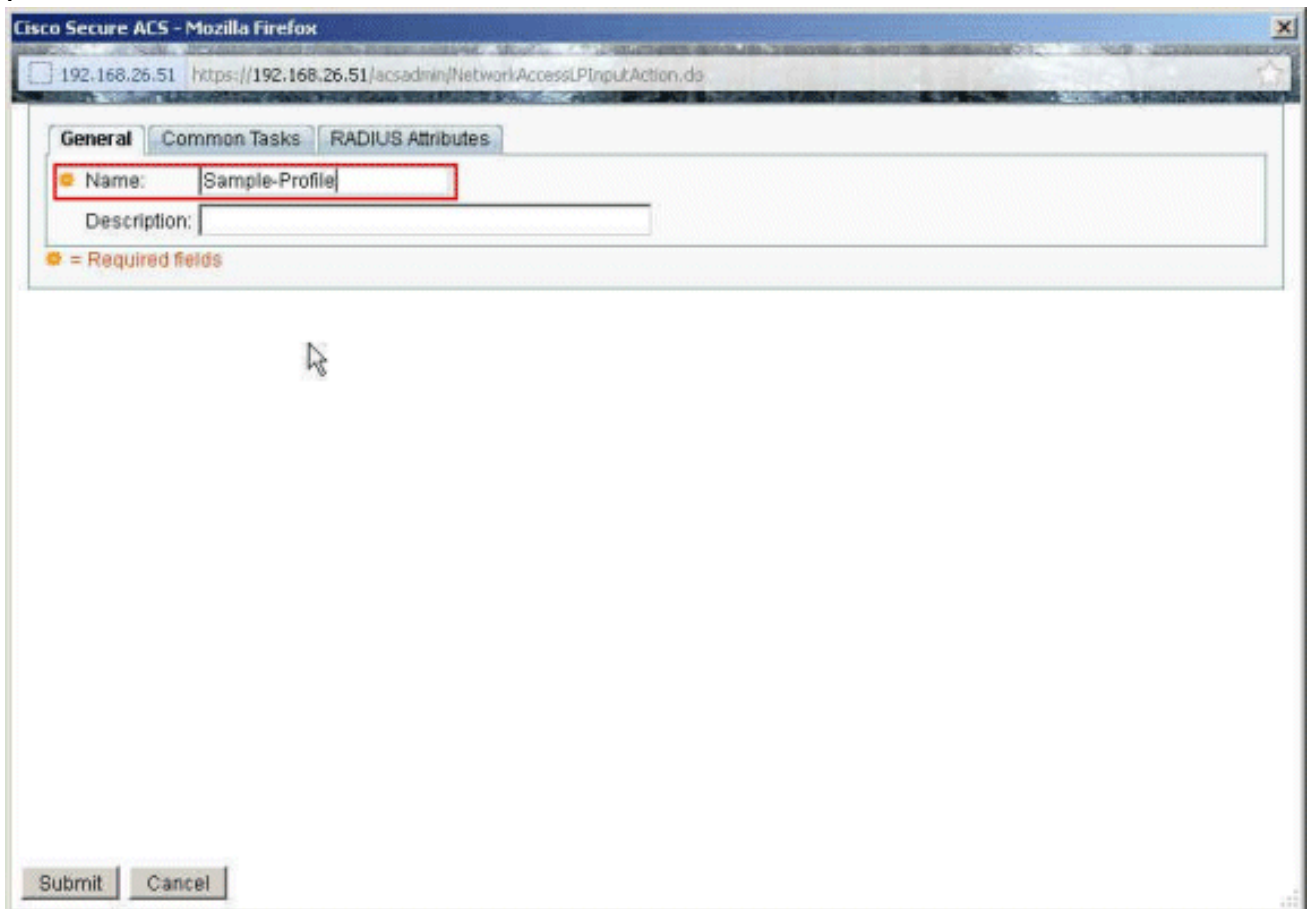 Cisco Secure ACS - Mozilla Firefox
192.168.26.51 https://192.168.26.51/acsadmin/NetworkAccessLPInputAction.do
General Common Tasks RADIUS Attributes
Name: Sample-Profile
Description:
= Required fields
Submit Cancel